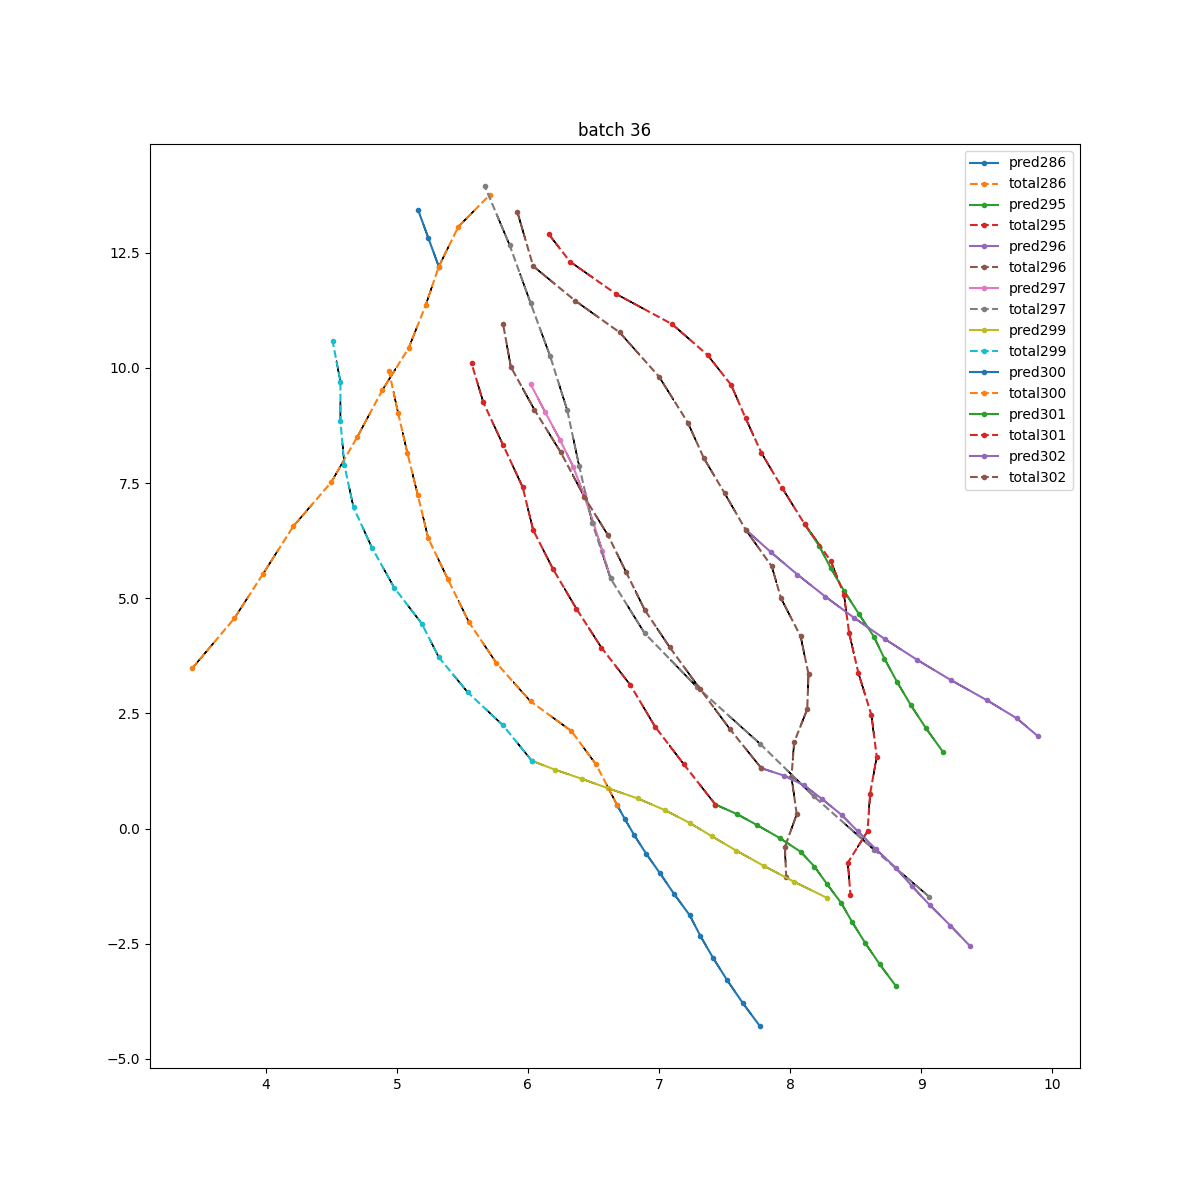 batch 36
pred286
total286
pred295
total295
pred296
total296
pred297
total297
pred299
total299
pred300
total300
pred301
total301
pred302
total302
12.5
10.0
7.5
5.0
2.5
0.0
−2.5
−5.0
4 5 6 7 8 9 10